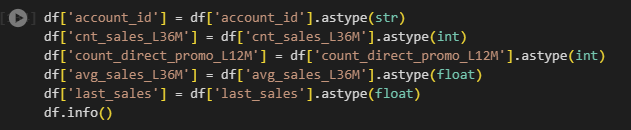 df['account_id'] = df['account_id'].astype(str)
df['cnt_sales_L36M'] = df['cnt_sales_L36M'].astype(int)
df['count_direct_promo_L12M'] = df['count_direct_promo_L12M'].astype(int)
df['avg_sales_L36M'] = df['avg_sales_L36M'].astype(float)
df['last_sales'] = df['last_sales'].astype(float)
df.info()